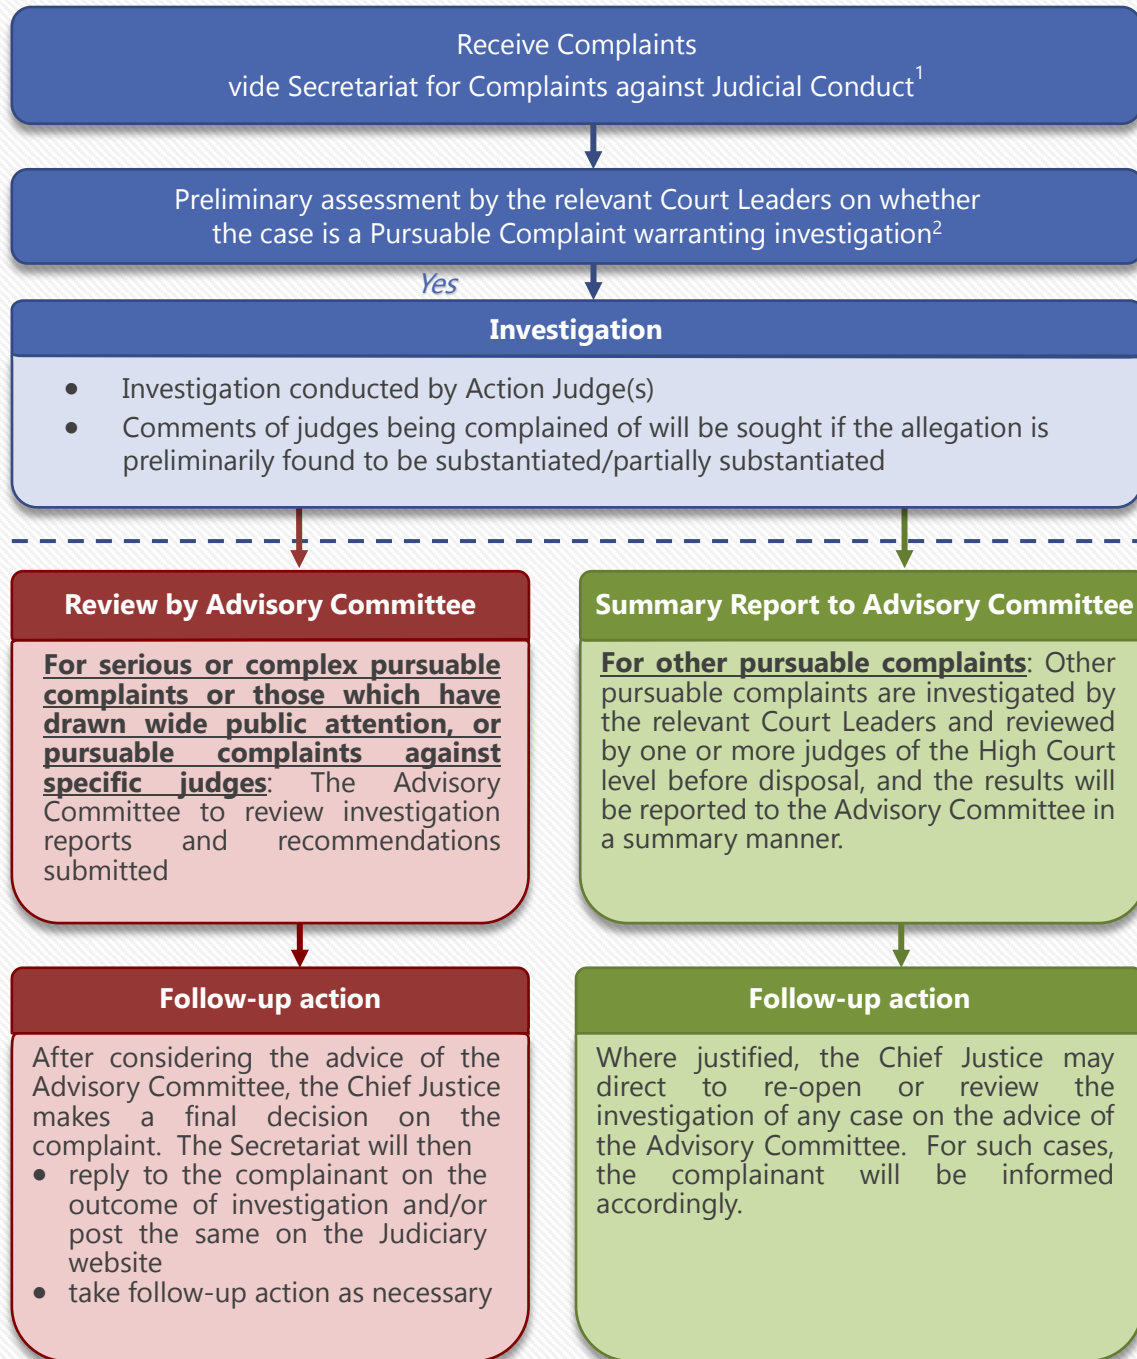 Receive Complaints
vide Secretariat for Complaints against Judicial Conduct¹
Preliminary assessment by the relevant Court Leaders on whether
the case is a Pursuable Complaint warranting investigation²
Yes
Investigation
• Investigation conducted by Action Judge(s)
• Comments of judges being complained of will be sought if the allegation is
preliminarily found to be substantiated/partially substantiated
Review by Advisory Committee
For serious or complex pursuable
complaints or those which have
drawn wide public attention, or
pursuable complaints against
specific judges: The Advisory
Committee to review investigation
reports and recommendations
submitted
Summary Report to Advisory Committee
For other pursuable complaints: Other
pursuable complaints are investigated by
the relevant Court Leaders and reviewed
by one or more judges of the High Court
level before disposal, and the results will
be reported to the Advisory Committee in
a summary manner.
Follow-up action
After considering the advice of the
Advisory Committee, the Chief Justice
makes a final decision on the
complaint. The Secretariat will then
• reply to the complainant on the
outcome of investigation and/or
post the same on the Judiciary
website
• take follow-up action as necessary
Follow-up action
Where justified, the Chief Justice may
direct to re-open or review the
investigation of any case on the advice of
the Advisory Committee. For such cases,
the complainant will be informed
accordingly.